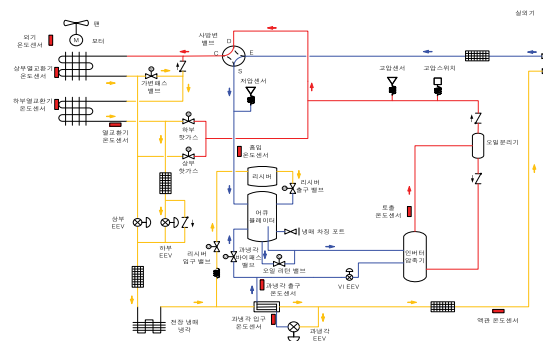 실외기
팬
모터
외기
온도센서
사방변
밸브
D
C
E
S
상부열교환기
온도센서
가변패스
밸브
저압센서
고압센서
고압스위치
하부열교환기
온도센서
열교환기
온도센서
하부
핫가스
상부
핫가스
흡입
온도센서
오일분리기
리시버
리시버
출구 밸브
어큐
뮬레이터
토출
온도센서
상부
EEV
하부
EEV
냉매 차징 포트
리시버
입구 밸브
과냉각
바이패스
밸브
오일 리턴 밸브
인버터
압축기
VI EEV
과냉각 출구
온도센서
전장 냉매
냉각
과냉각 입구
온도센서
과냉각
EEV
액관 온도센서
M